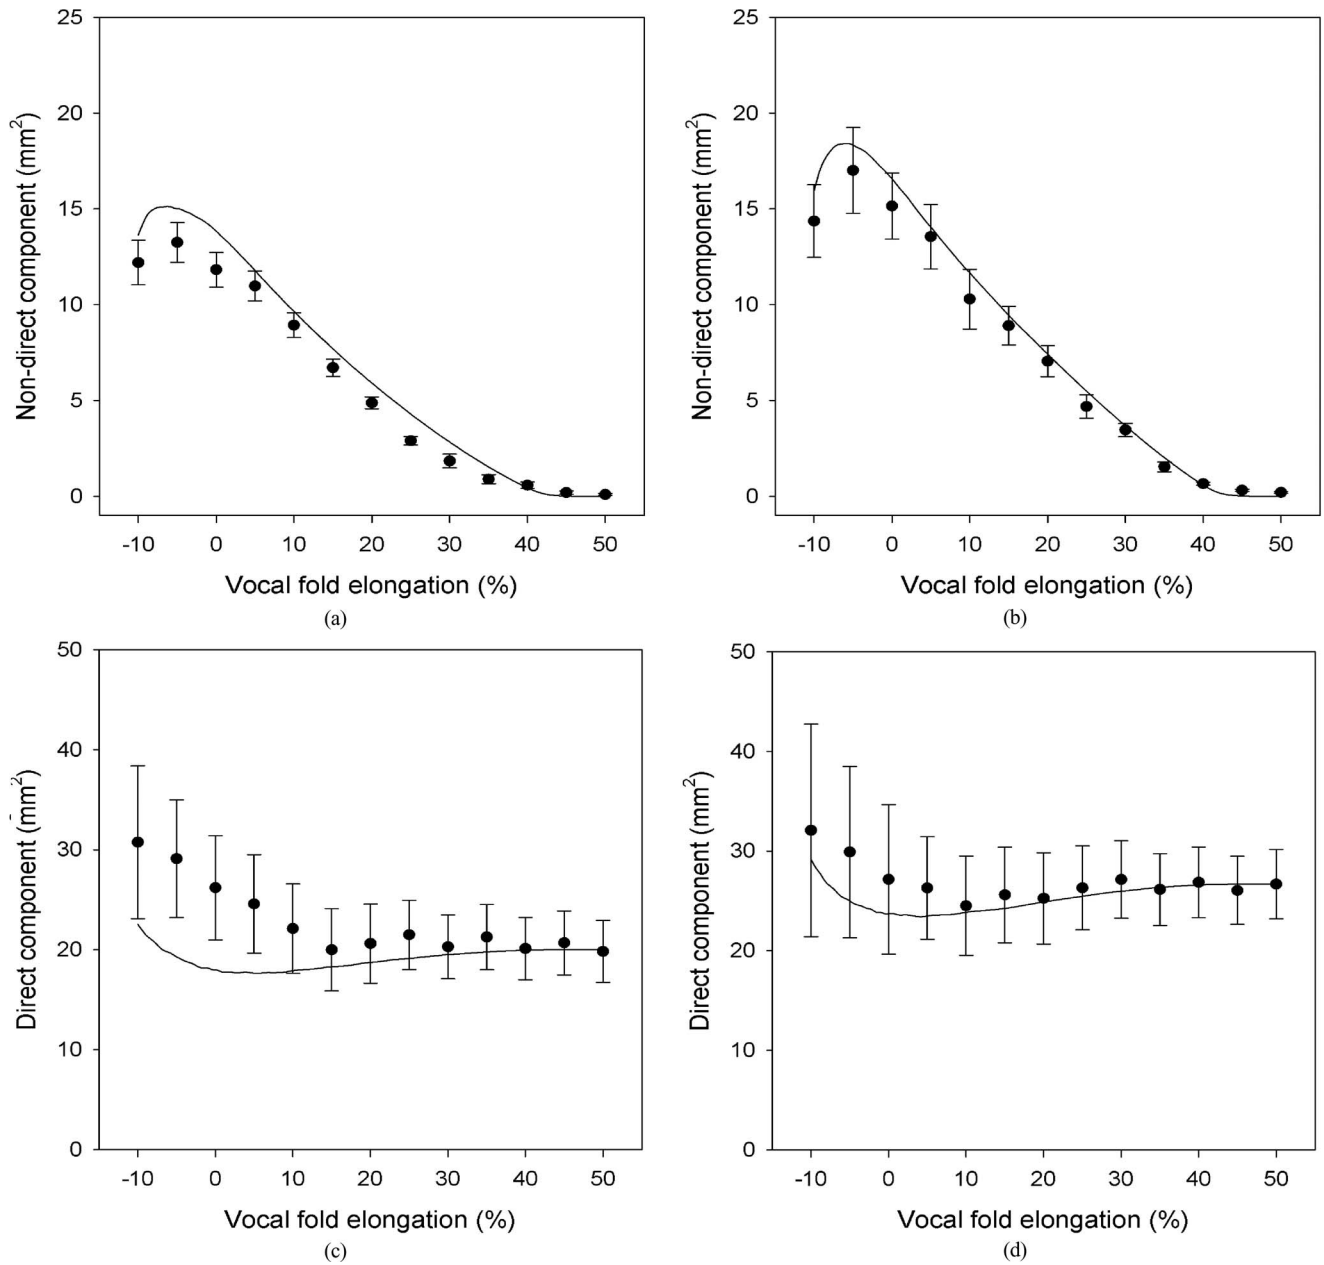 25
20
15
10
5
0
Non-direct component (mm²)
-10 0 10 20 30 40 50
Vocal fold elongation (%)
(a)
25
20
15
10
5
0
Non-direct component (mm²)
-10 0 10 20 30 40 50
Vocal fold elongation (%)
(b)
50
40
30
20
10
0
Direct component (mm²)
-10 0 10 20 30 40 50
Vocal fold elongation (%)
(c)
50
40
30
20
10
0
Direct component (mm²)
-10 0 10 20 30 40 50
Vocal fold elongation (%)
(d)